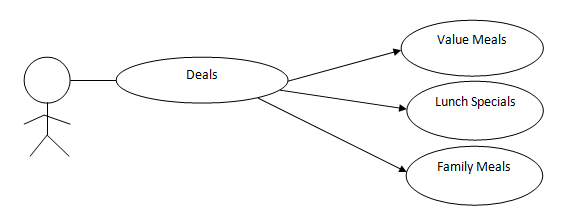 Deals
Value Meals
Lunch Specials
Family Meals